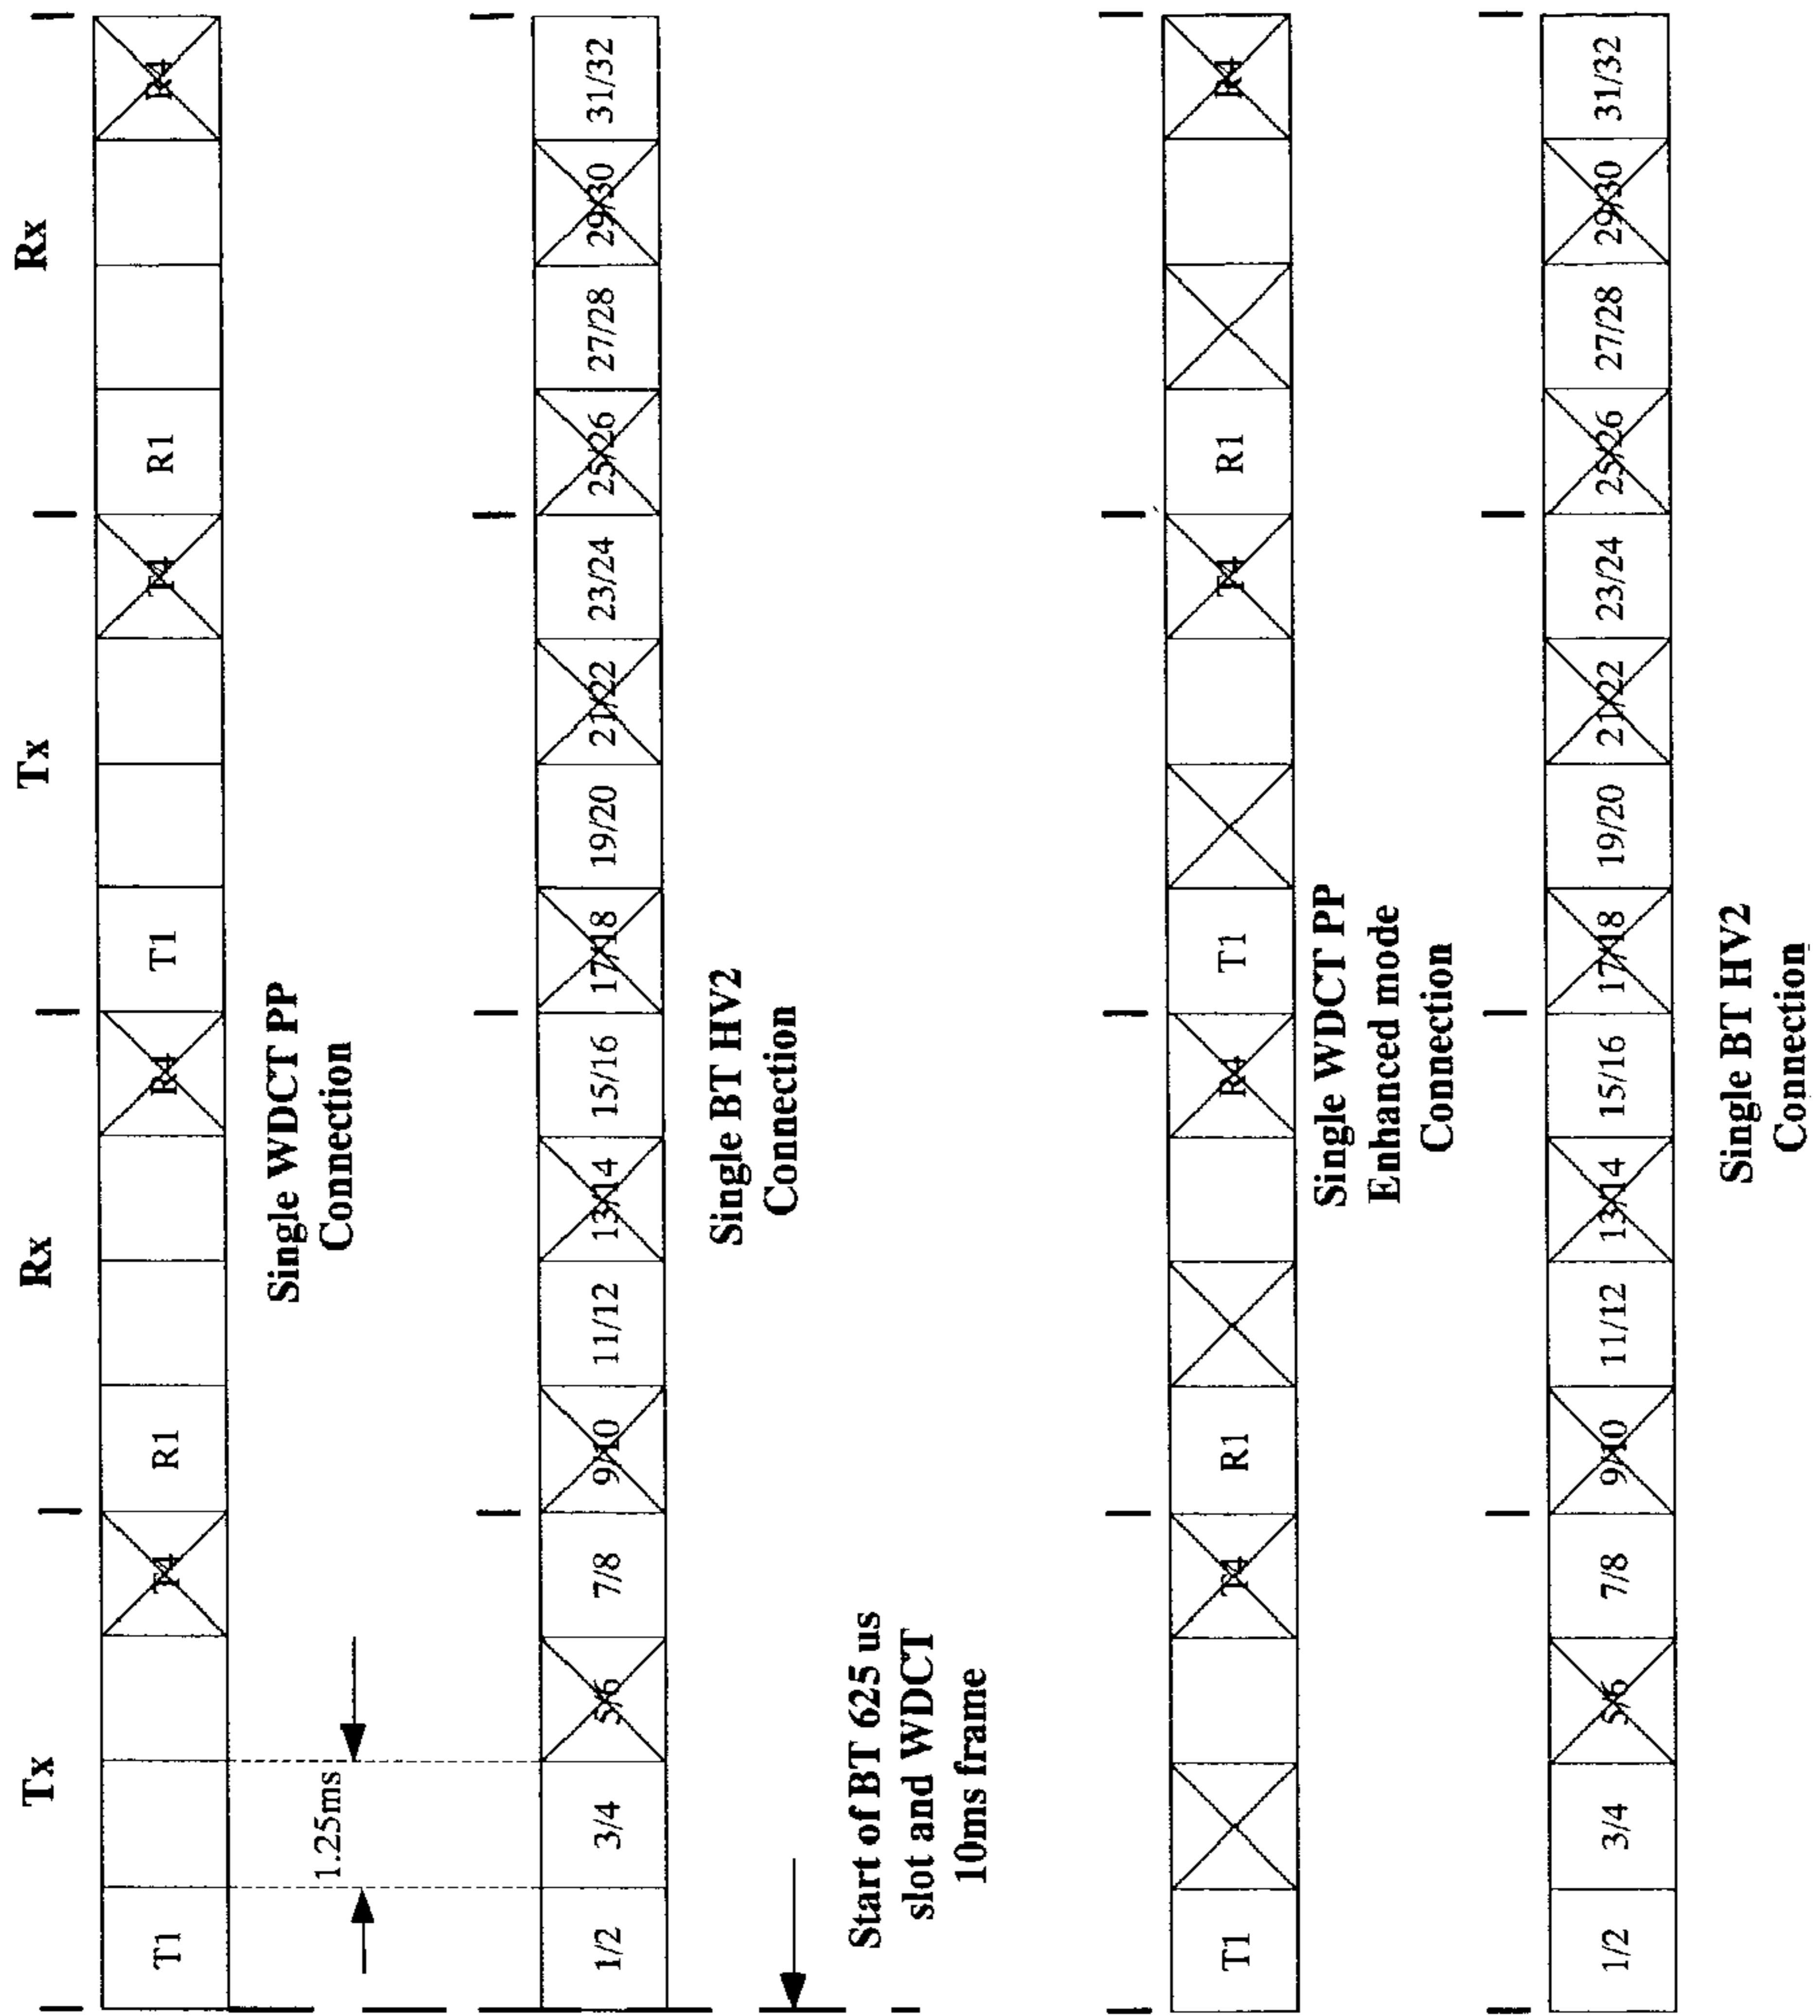 Tx Rx Tx Rx
T1 T4 R1 R4 T1 T4 R1 R4
Single WDCT PP
Connection
1.25ms
1/2 3/4 5/6 7/8 9/10 11/12 13/14 15/16 17/18 19/20 21/22 23/24 25/26 27/28 29/30 31/32
Single BT HV2
Connection
Start of BT 625 us
slot and WDCT
10ms frame
T1 T4 R1 R4 T1 T4 R1 R4
Single WDCT PP
Enhanced mode
Connection
1/2 3/4 5/6 7/8 9/10 11/12 13/14 15/16 17/18 19/20 21/22 23/24 25/26 27/28 29/30 31/32
Single BT HV2
Connection